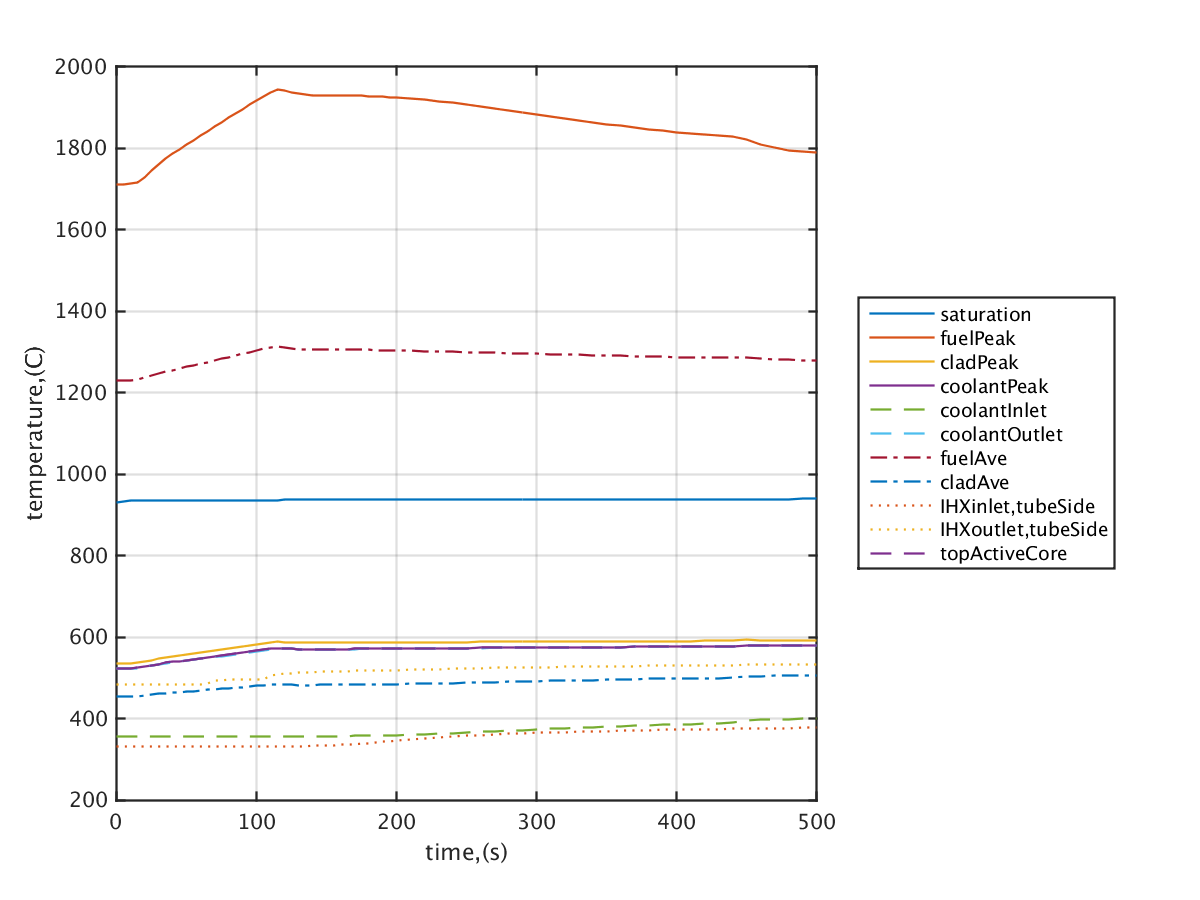 2000
1800
1600
1400
1200
1000
800
600
400
200
temperature,(C)
0 100 200 300 400 500
time,(s)
saturation
fuelPeak
cladPeak
coolantPeak
coolantInlet
coolantOutlet
fuelAve
cladAve
IHXinlet,tubeSide
IHXoutlet,tubeSide
topActiveCore